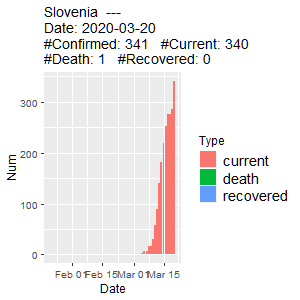 Slovenia  ---
Date: 2020-03-20
#Confirmed: 341   #Current: 340
#Death: 1   #Recovered: 0
Num
300
200
100
0
Feb 01
Feb 15
Mar 01
Mar 15
Date
Type
current
death
recovered